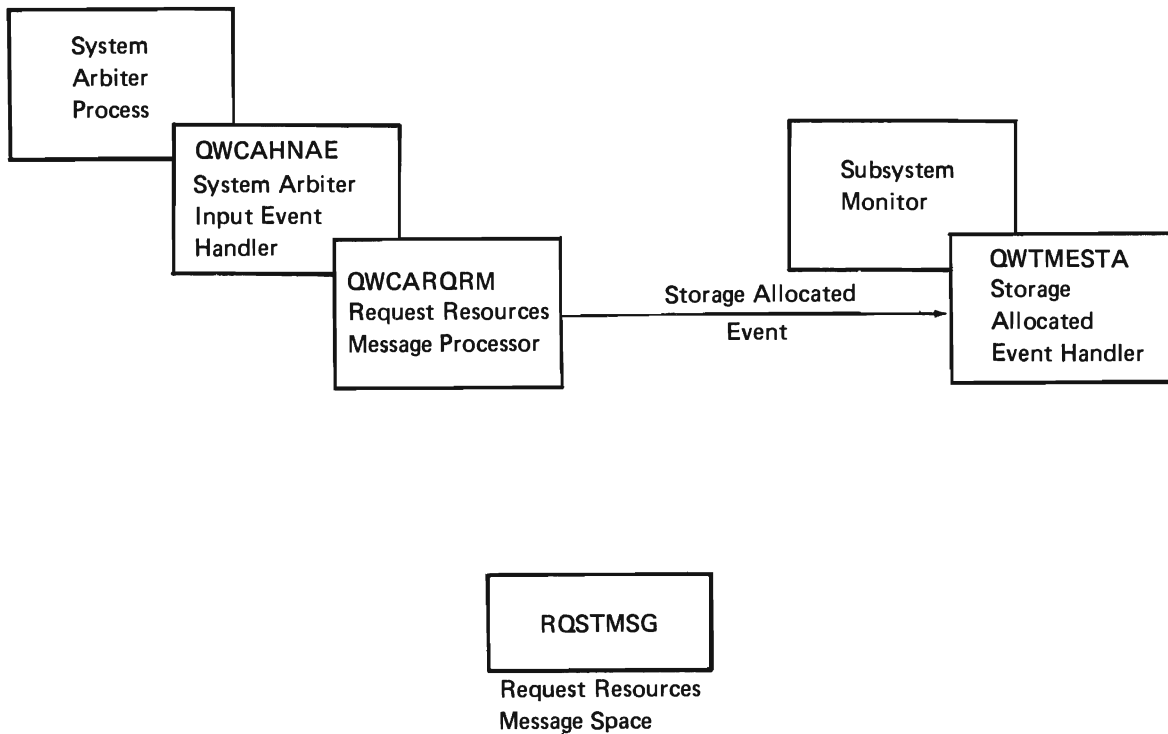 System
Arbiter
Process
QWCAHNAE
System Arbiter
Input Event
Handler
QWCARQRM
Request Resources
Message Processor
Storage Allocated
Event
Subsystem
Monitor
QWTMESTA
Storage
Allocated
Event Handler
RQSTMSG
Request Resources
Message Space